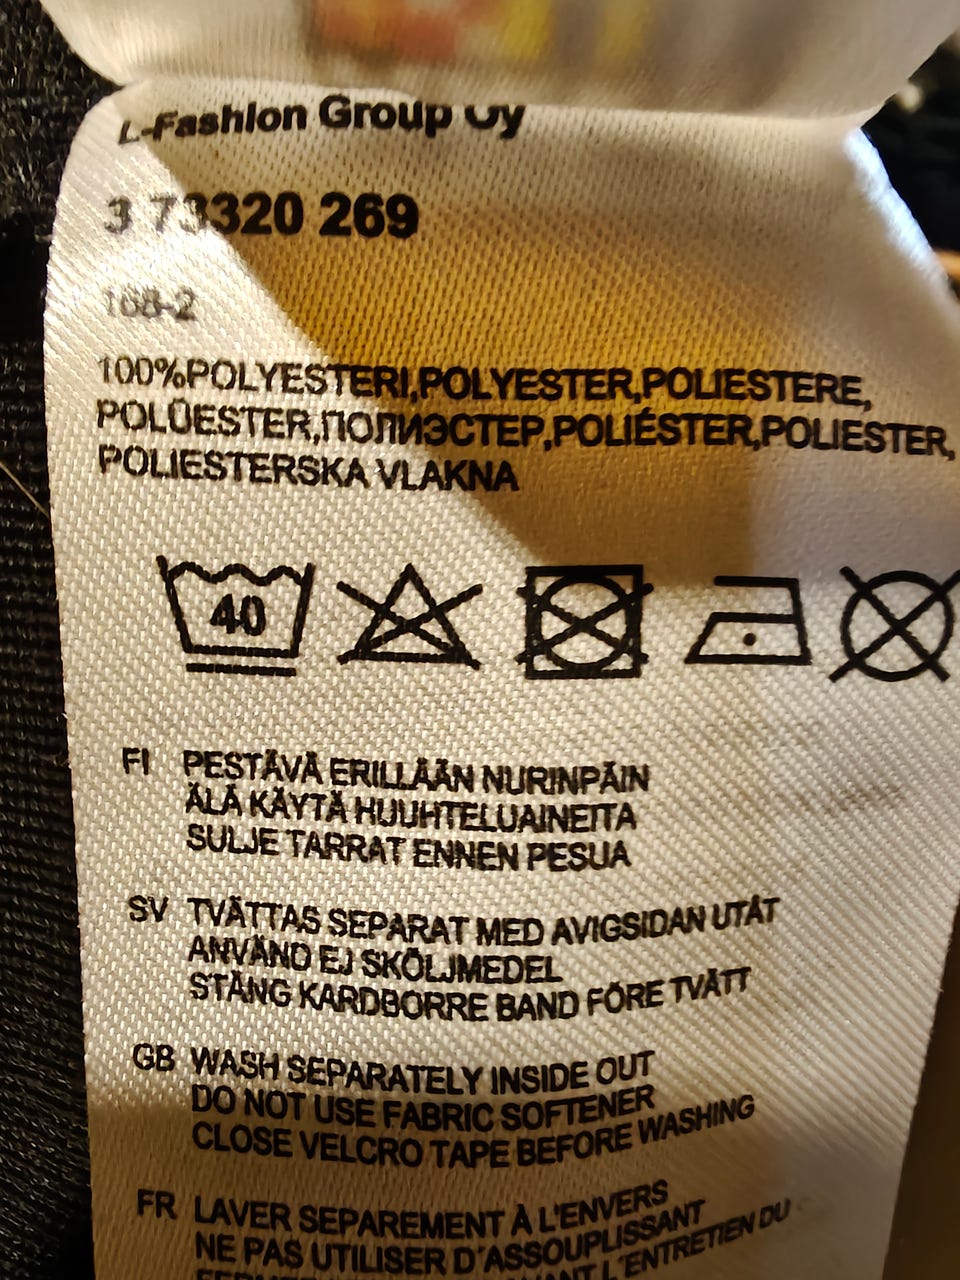 L-Fashion Group Oy
3 73320 269
168-2
100%POLYESTERI,POLYESTER,POLIESTERE,
POLÜESTER,ПОЛИЭСТЕР,POLIÉSTER,POLIESTER,
POLIESTERSKA VLAKNA
40
FI PESTÄVÄ ERILLÄÄN NURINPÄIN
ÄLÄ KÄYTÄ HUUHTELUAINEITA
SULJE TARRAT ENNEN PESUA
SV TVÄTTAS SEPARAT MED AVIGSIDAN UTÅT
ANVÄND EJ SKÖLJMEDEL
STÄNG KARDBORRE BAND FÖRE TVÄTT
GB WASH SEPARATELY INSIDE OUT
DO NOT USE FABRIC SOFTENER
CLOSE VELCRO TAPE BEFORE WASHING
FR LAVER SEPAREMENT À L'ENVERS
NE PAS UTILISER D'ASSOUPLISSANT
L'ENTRETIEN DU